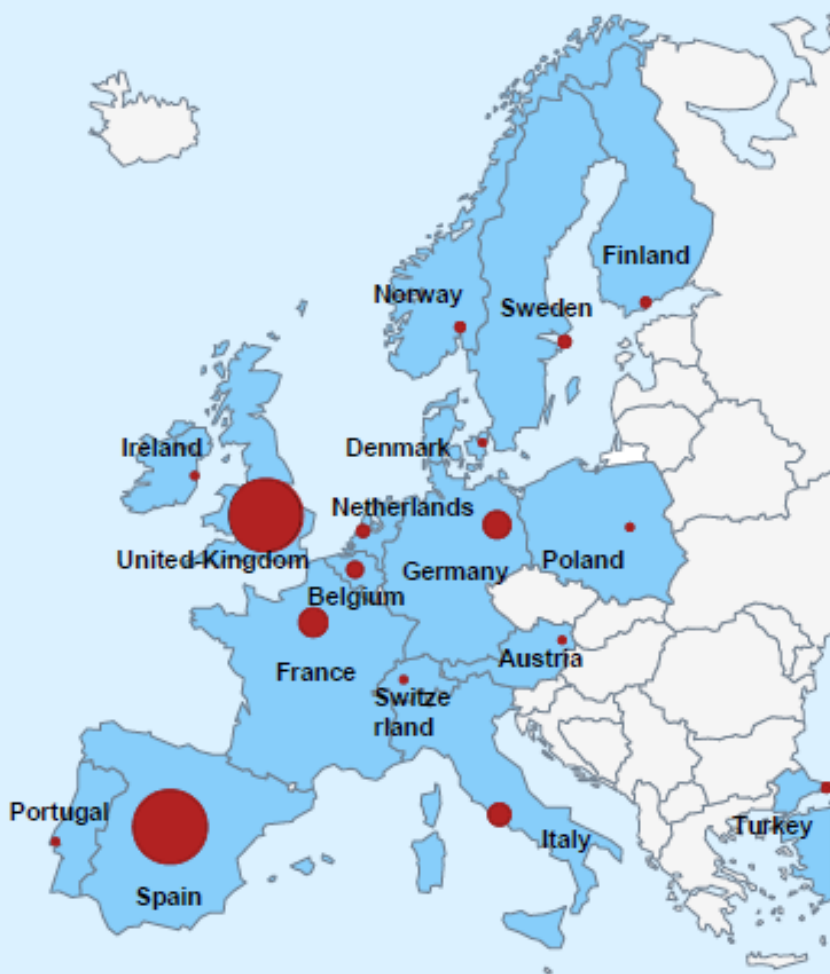 Finland
Norway
Sweden
Ireland
Denmark
Netherlands
United-Kingdom
Poland
Germany
Belgium
Austria
France
Switze
rland
Portugal
Turkey
Italy
Spain